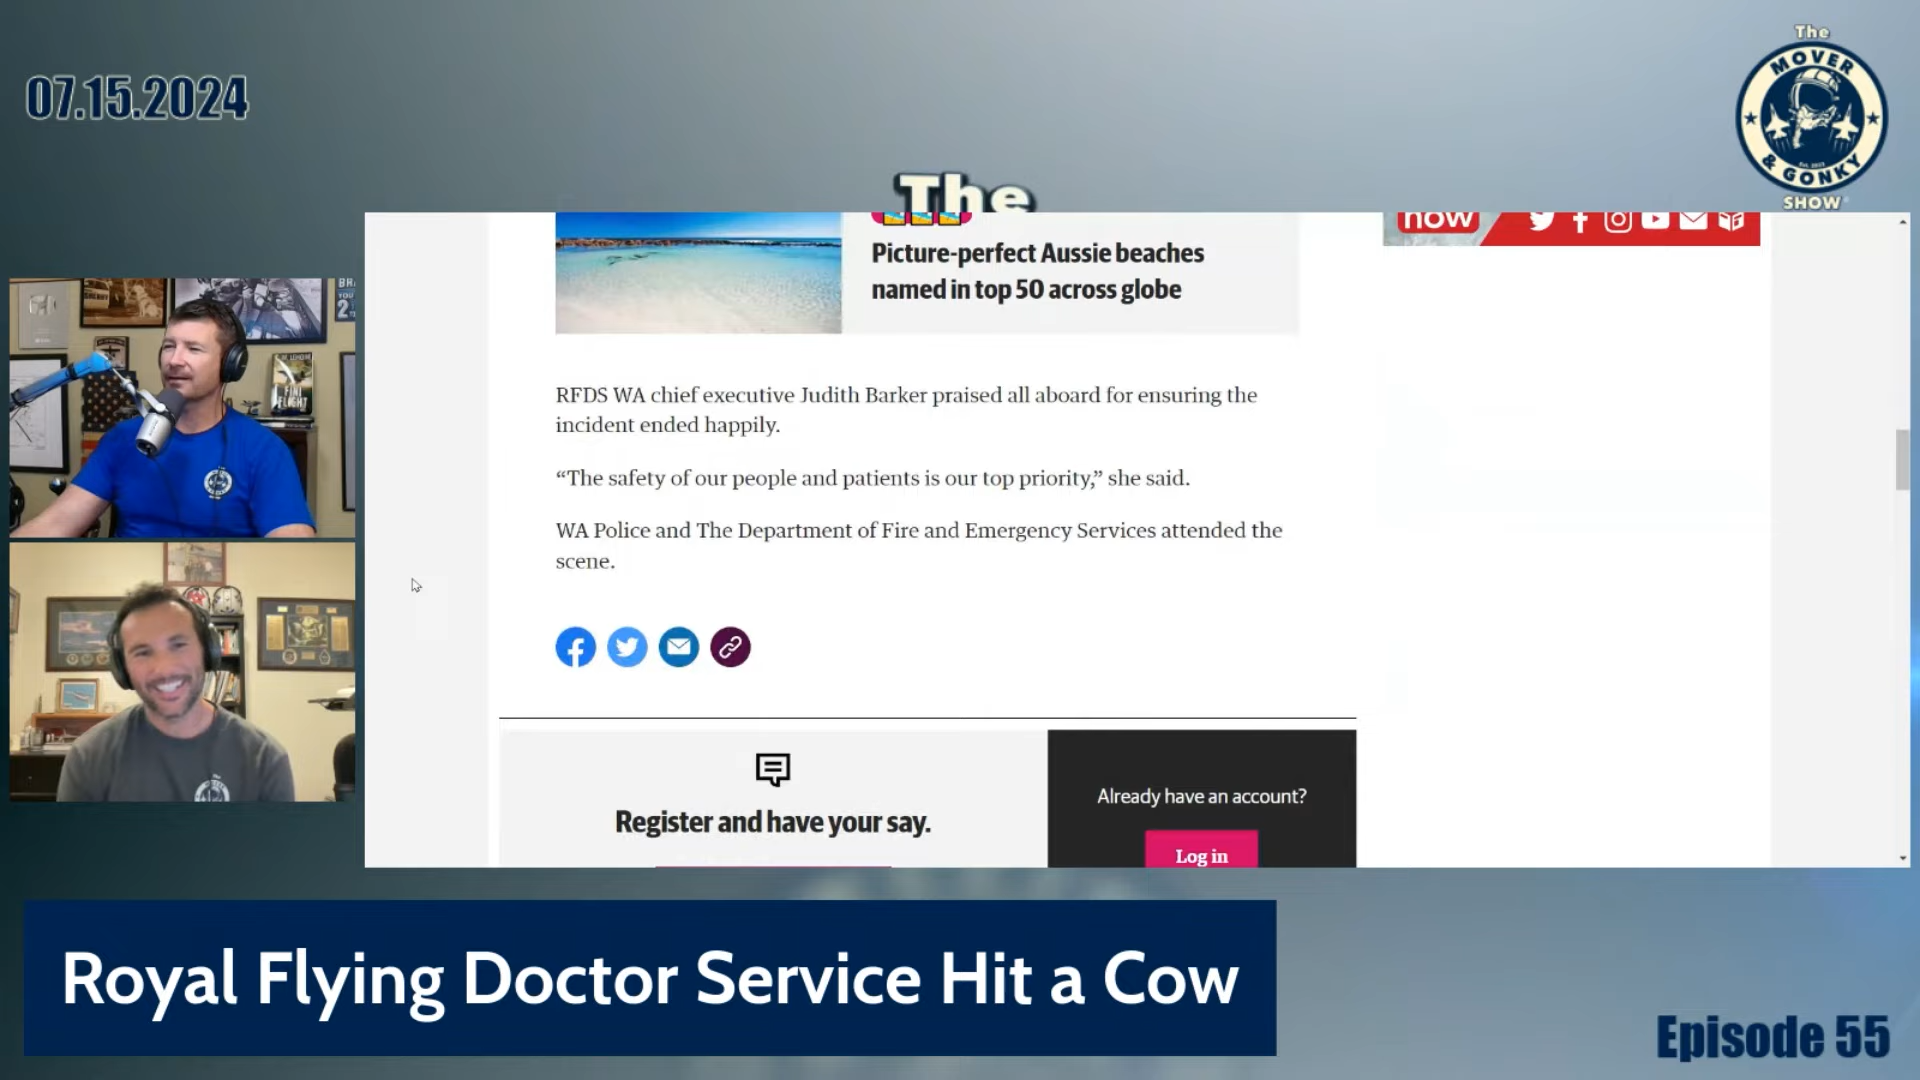 07.15.2024
The
MOVER
& GONKY
SHOW
The
now
Picture-perfect Aussie beaches
named in top 50 across globe
FINI
FLIGHT
RFDS WA chief executive Judith Barker praised all aboard for ensuring the
incident ended happily.
“The safety of our people and patients is our top priority,” she said.
WA Police and The Department of Fire and Emergency Services attended the
scene.
Register and have your say.
Already have an account?
Log in
Royal Flying Doctor Service Hit a Cow
Episode 55